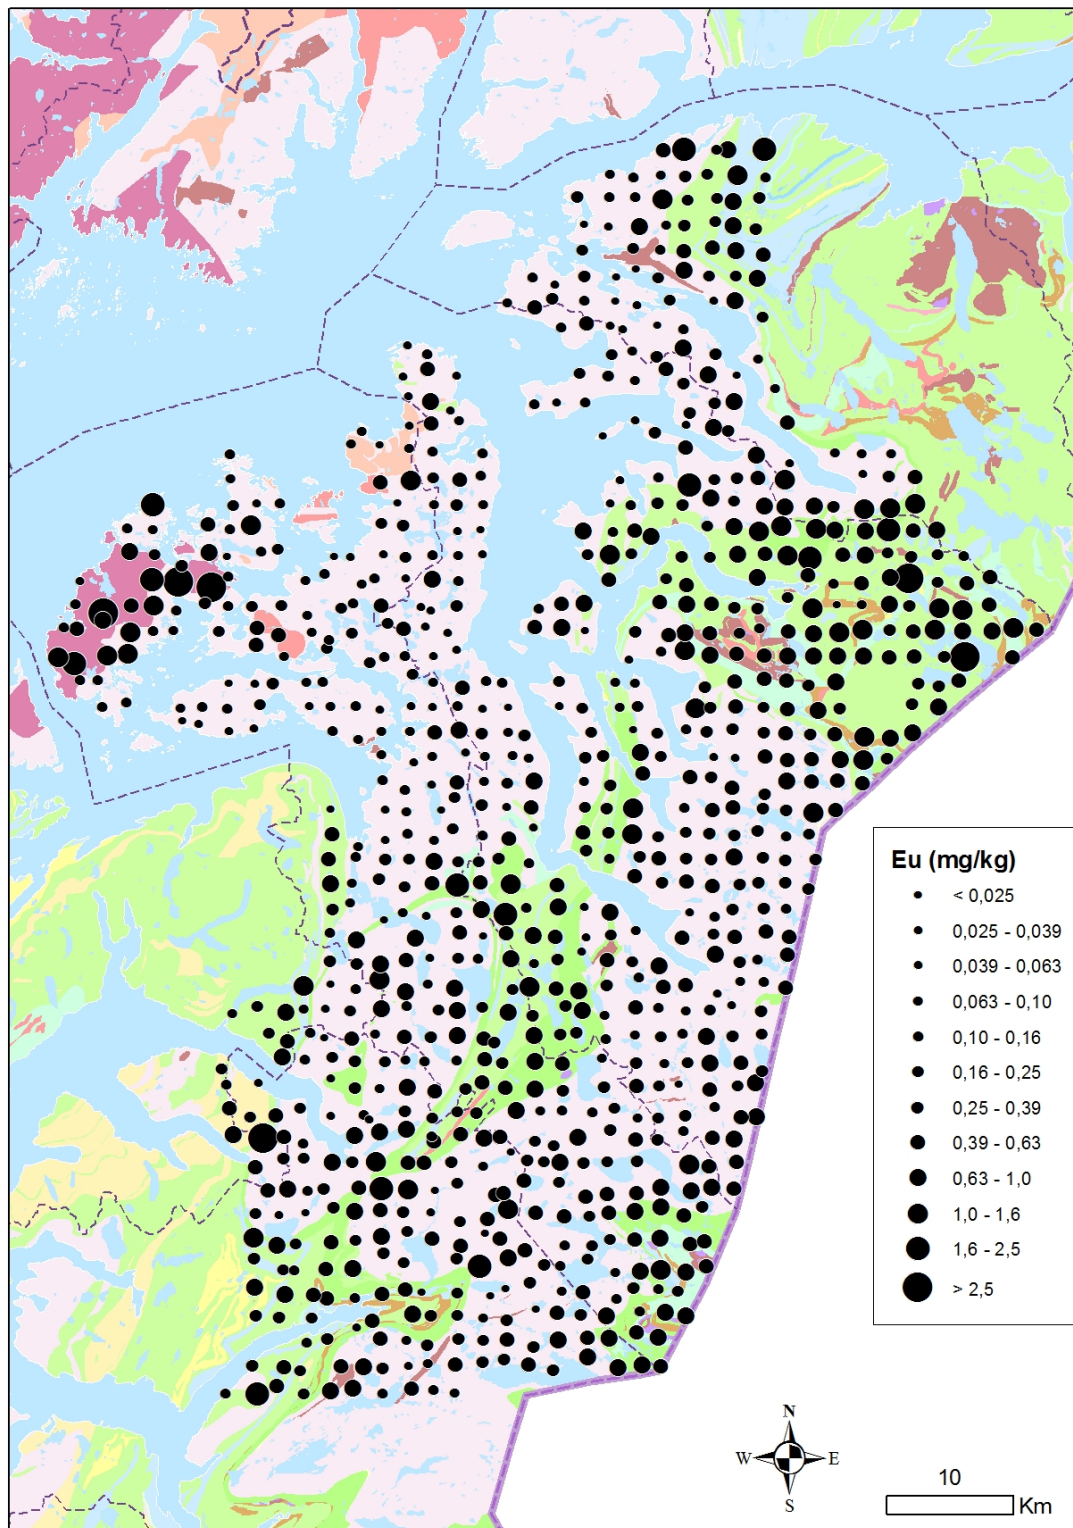 Eu (mg/kg)
< 0,025
0,025 - 0,039
0,039 - 0,063
0,063 - 0,10
0,10 - 0,16
0,16 - 0,25
0,25 - 0,39
0,39 - 0,63
0,63 - 1,0
1,0 - 1,6
1,6 - 2,5
> 2,5
N
W E
S
10
Km